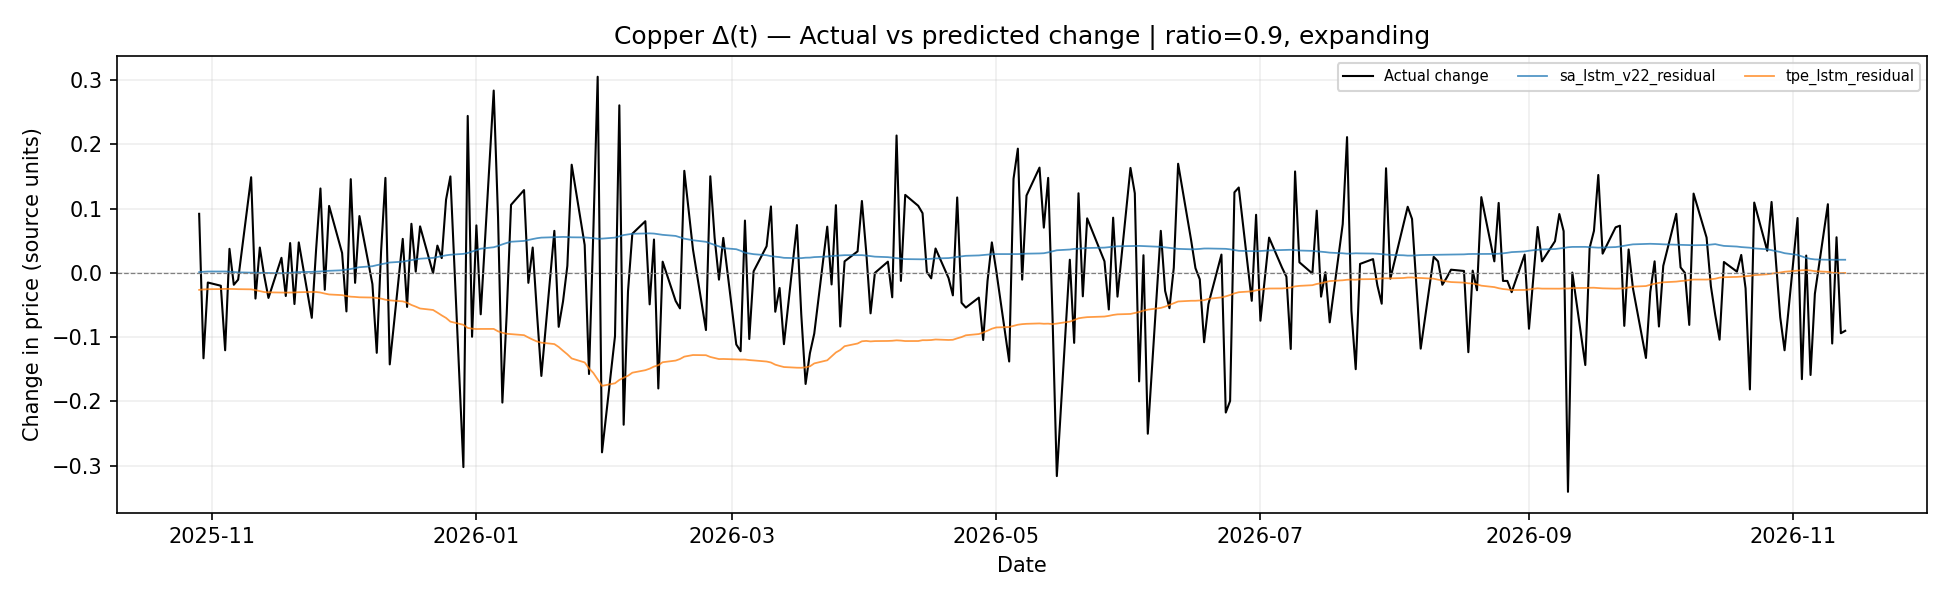 Copper Δ(t) — Actual vs predicted change | ratio=0.9, expanding
Actual change
sa_lstm_v22_residual
tpe_lstm_residual
Change in price (source units)
0.3
0.2
0.1
0.0
−0.1
−0.2
−0.3
2025-11
2026-01
2026-03
2026-05
2026-07
2026-09
2026-11
Date